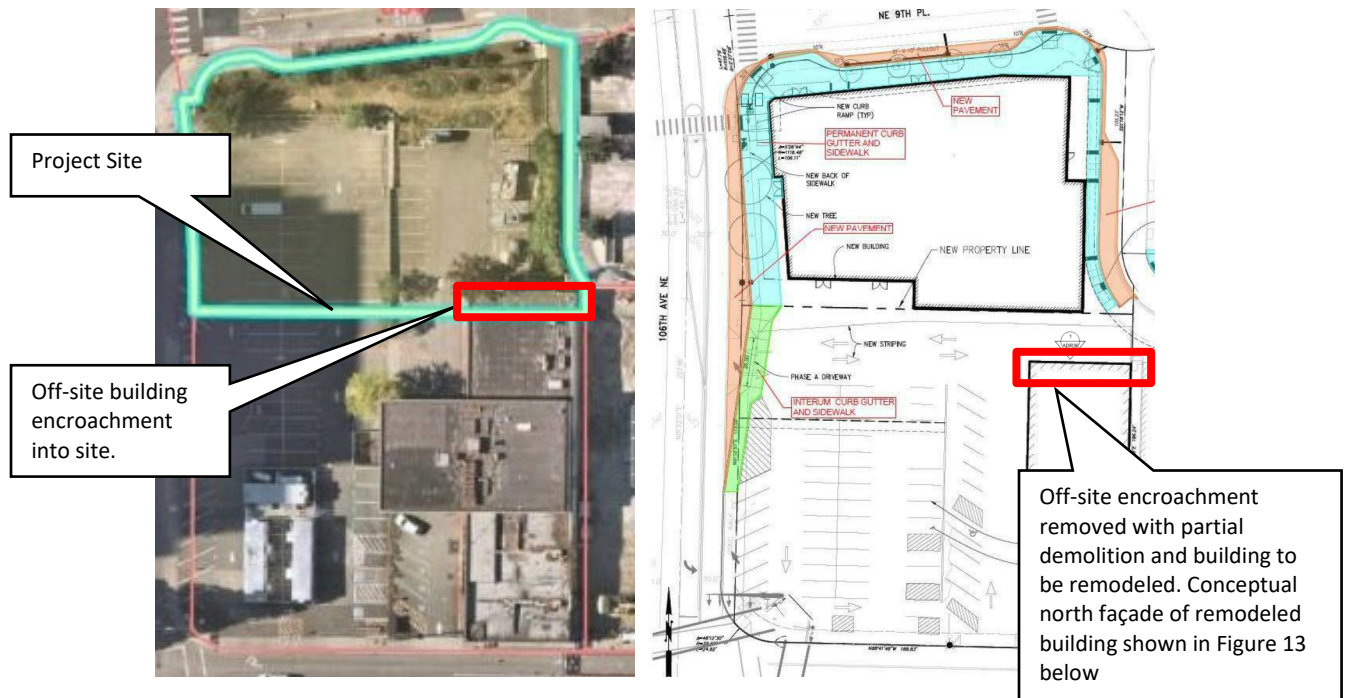 Project Site
Off-site building
encroachment
into site.
NE 9TH PL.
NEW CURB
RAMP (TYP)
NEW
PAVEMENT
PERMANENT CURB
GUTTER AND
SIDEWALK
NEW BACK OF
SIDEWALK
NEW TREE
NEW PAVEMENT
NEW BUILDING
NEW PROPERTY LINE
106TH AVE NE
NEW STRIPING
PHASE A DRIVEWAY
INTERIUM CURB GUTTER
AND SIDEWALK
1
Off-site encroachment
removed with partial
demolition and building to
be remodeled. Conceptual
north façade of remodeled
building shown in Figure 13
below